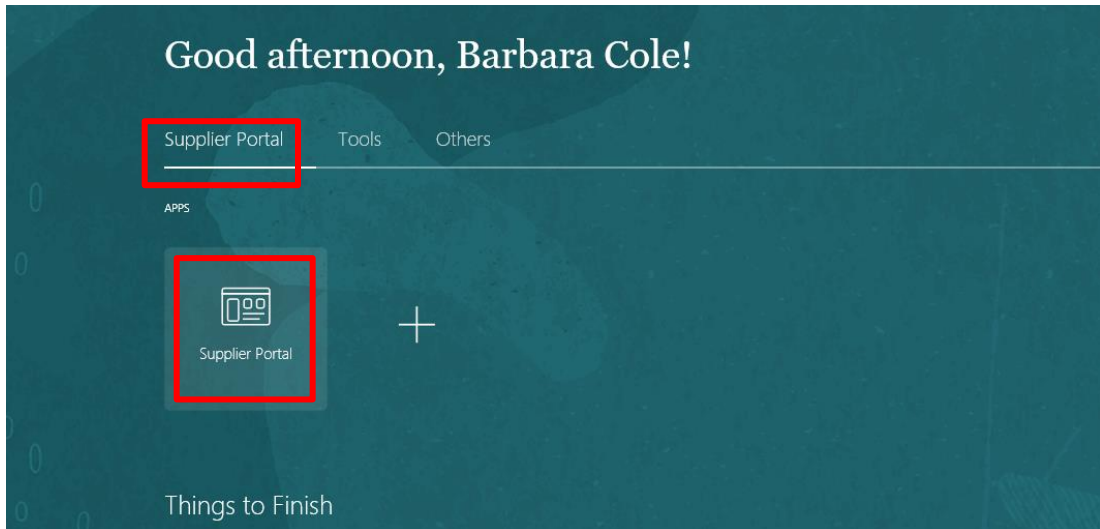 Good afternoon, Barbara Cole!
Supplier Portal Tools Others
APPS
Supplier Portal
Things to Finish